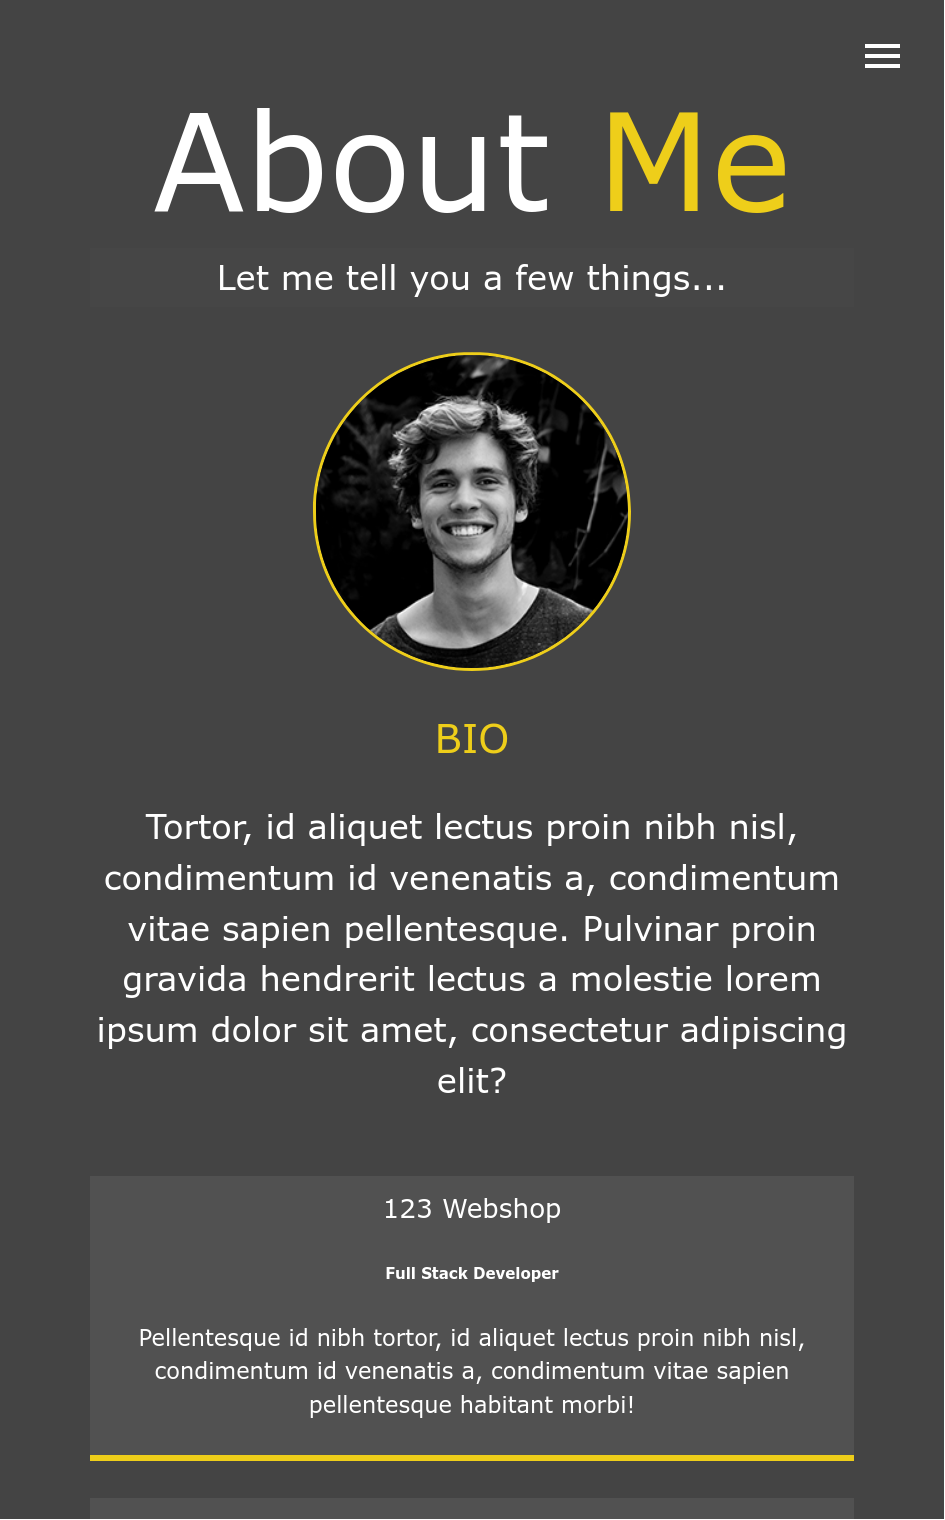 About Me
Let me tell you a few things...
BIO
Tortor, id aliquet lectus proin nibh nisl,
condimentum id venenatis a, condimentum
vitae sapien pellentesque. Pulvinar proin
gravida hendrerit lectus a molestie lorem
ipsum dolor sit amet, consectetur adipiscing
elit?
123 Webshop
Full Stack Developer
Pellentesque id nibh tortor, id aliquet lectus proin nibh nisl,
condimentum id venenatis a, condimentum vitae sapien
pellentesque habitant morbi!